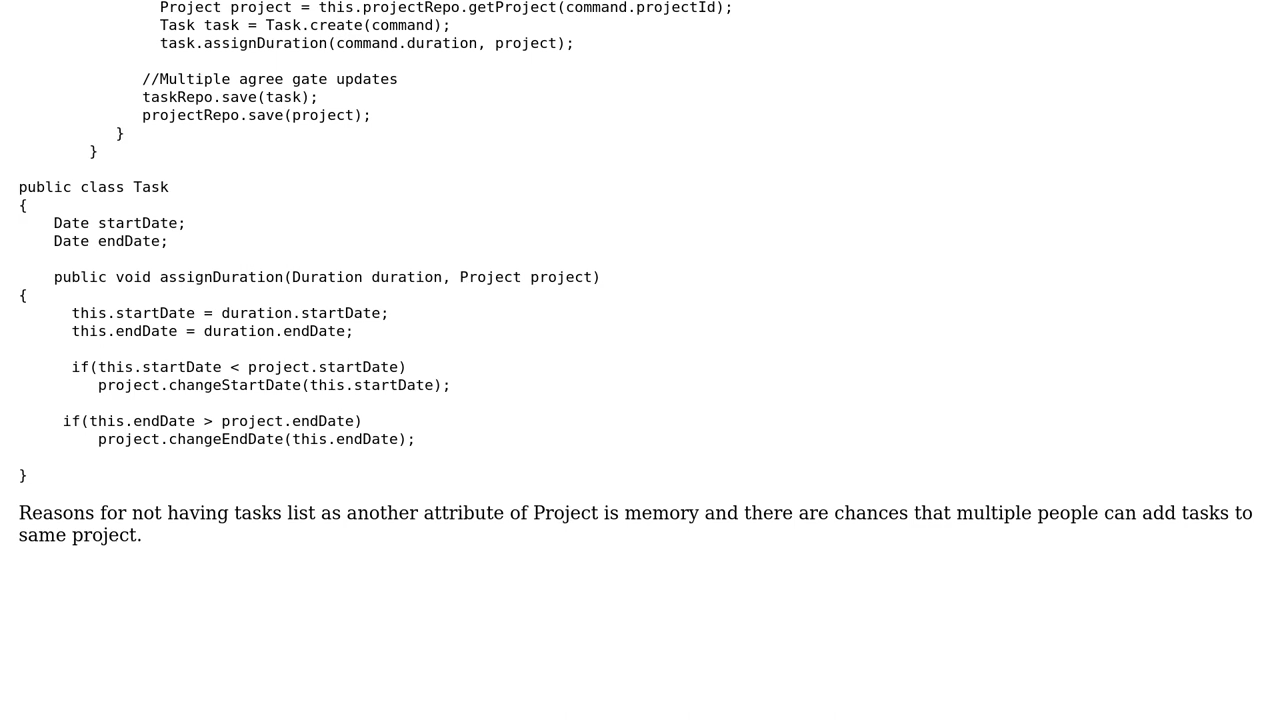 Project project = this.projectRepo.getProject(command.projectId);
Task task = Task.create(command);
task.assignDuration(command.duration, project);
//Multiple agree gate updates
taskRepo.save(task);
projectRepo.save(project);
}
}
public class Task
{
Date startDate;
Date endDate;
public void assignDuration(Duration duration, Project project)
{
this.startDate = duration.startDate;
this.endDate = duration.endDate;
if(this.startDate < project.startDate)
project.changeStartDate(this.startDate);
if(this.endDate > project.endDate)
project.changeEndDate(this.endDate);
}
Reasons for not having tasks list as another attribute of Project is memory and there are chances that multiple people can add tasks to
same project.